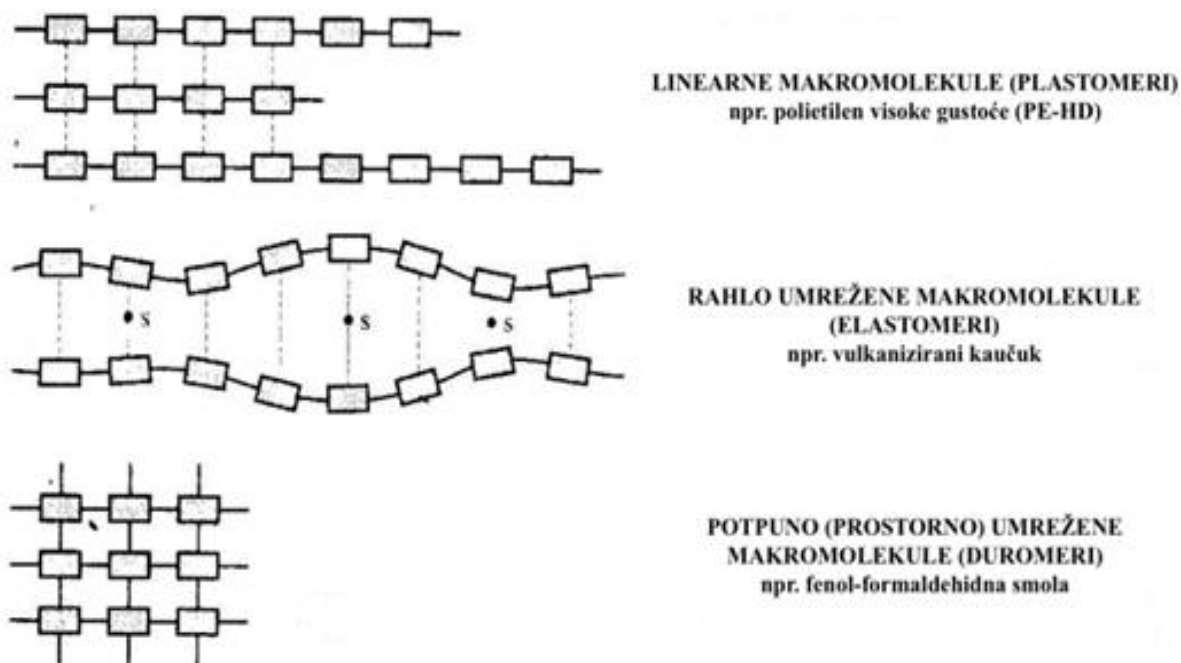 LINEARNE MAKROMOLEKULE (PLASTOMERI)
npr. polietilen visoke gustoće (PE-HD)
S
S
S
RAHLO UMREŽENE MAKROMOLEKULE
(ELASTOMERI)
npr. vulkanizirani kaučuk
POTPUNO (PROSTORNO) UMREŽENE
MAKROMOLEKULE (DUROMERI)
npr. fenol-formaldehidna smola